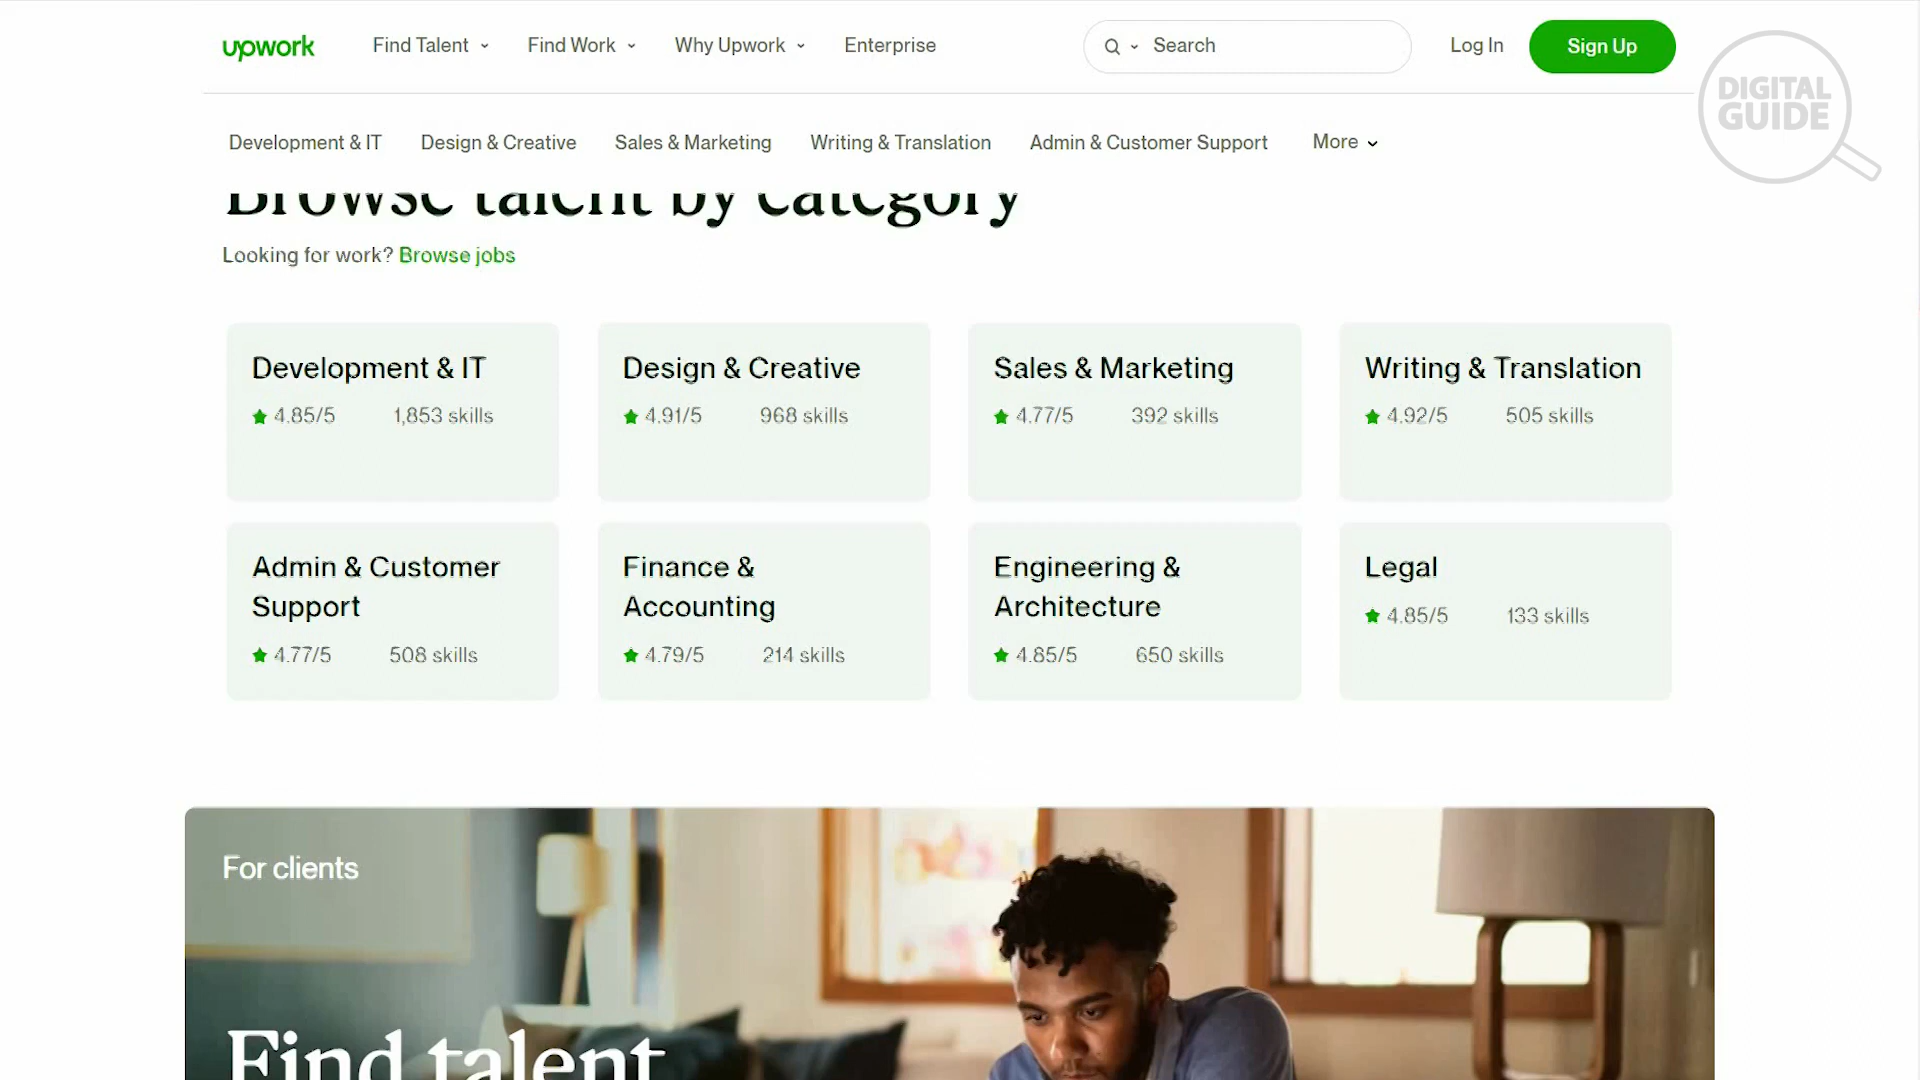 upwork
Find Talent
Find Work
Why Upwork
Enterprise
Search
Log In
Sign Up
DIGITAL
GUIDE
Development & IT
Design & Creative
Sales & Marketing
Writing & Translation
Admin & Customer Support
More
Browse talent by category
Looking for work? Browse jobs
Development & IT
4.85/5 1,853 skills
Design & Creative
4.91/5 968 skills
Sales & Marketing
4.77/5 392 skills
Writing & Translation
4.92/5 505 skills
Admin & Customer
Support
4.77/5 508 skills
Finance &
Accounting
4.79/5 214 skills
Engineering &
Architecture
4.85/5 650 skills
Legal
4.85/5 133 skills
For clients
Find talent